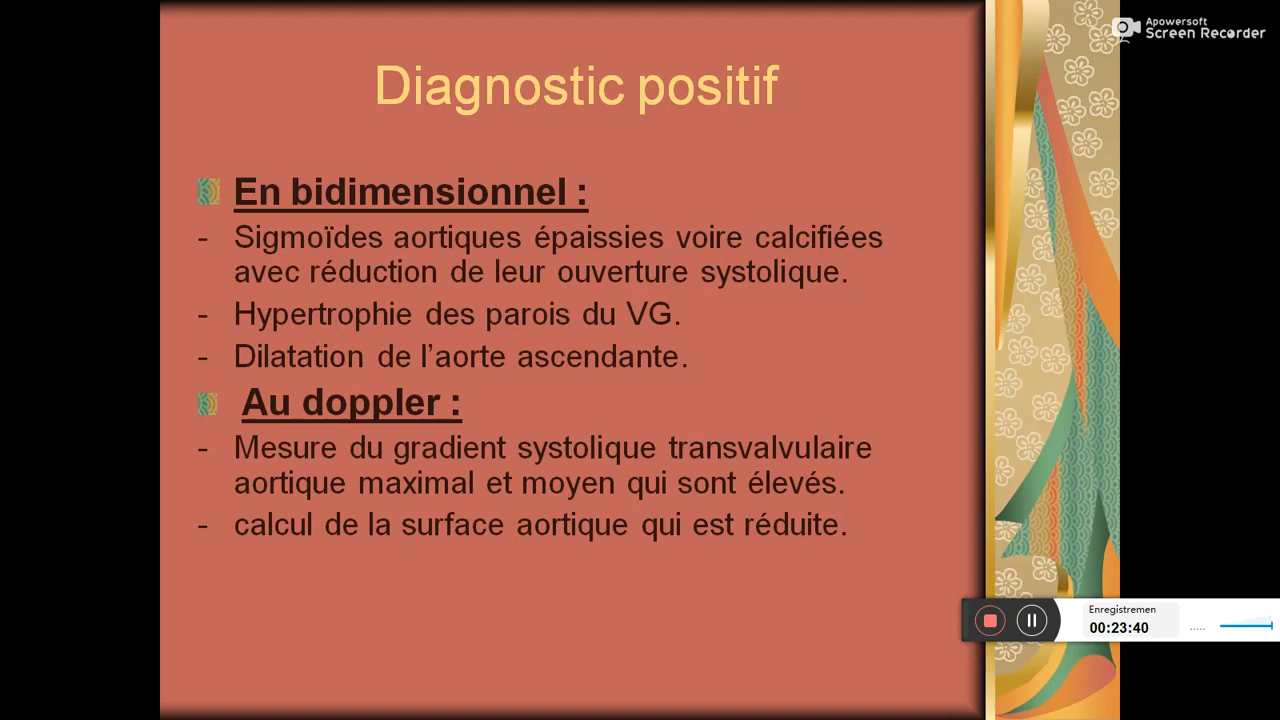 Apowersoft
Screen Recorder
Diagnostic positif
En bidimensionnel :
- Sigmoïdes aortiques épaissies voire calcifiées
avec réduction de leur ouverture systolique.
- Hypertrophie des parois du VG.
- Dilatation de l’aorte ascendante.
Au doppler :
- Mesure du gradient systolique transvalvulaire
aortique maximal et moyen qui sont élevés.
- calcul de la surface aortique qui est réduite.
Enregistremen
00:23:40